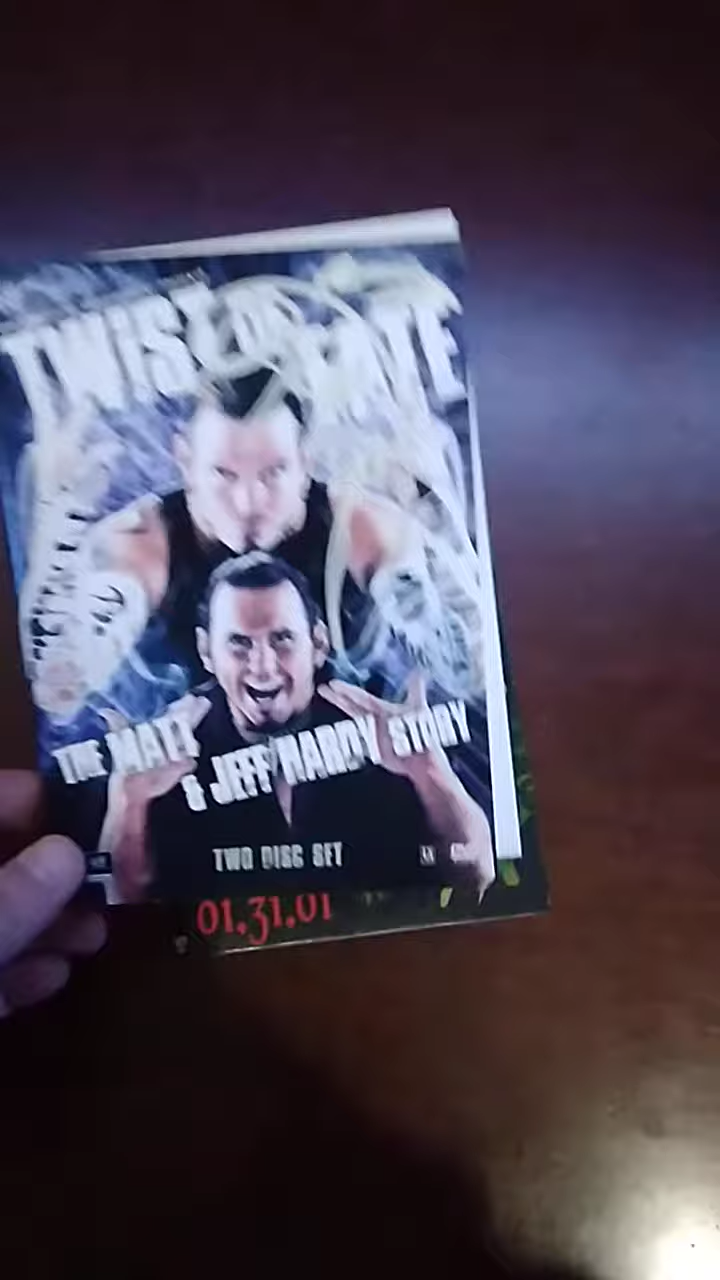 TWIST OF FATE
THE MATT
& JEFF HARDY STORY
TWO DISC SET
01.31.01